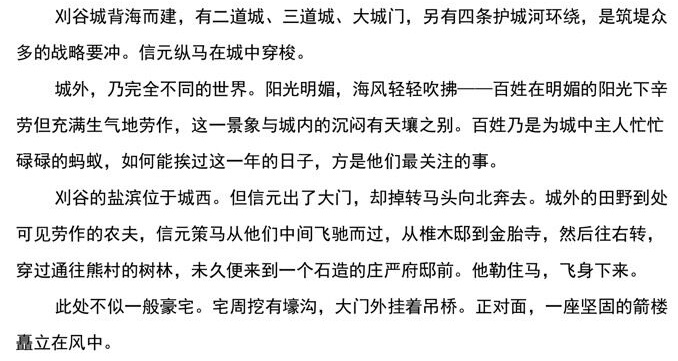 刈谷城背海而建，有二道城、三道城、大城门，另有四条护城河环绕，是筑堤众
多的战略要冲。信元纵马在城中穿梭。
城外，乃完全不同的世界。阳光明媚，海风轻轻吹拂——百姓在明媚的阳光下辛
劳但充满生气地劳作，这一景象与城内的沉闷有天壤之别。百姓乃是为城中主人忙忙
碌碌的蚂蚁，如何能挨过这一年的日子，方是他们最关注的事。
刈谷的盐滨位于城西。但信元出了大门，却掉转马头向北奔去。城外的田野到处
可见劳作的农夫，信元策马从他们中间飞驰而过，从椎木邸到金胎寺，然后往右转，
穿过通往熊村的树林，未久便来到一个石造的庄严府邸前。他勒住马，飞身下来。
此处不似一般豪宅。宅周挖有壕沟，大门外挂着吊桥。正对面，一座坚固的箭楼
矗立在风中。